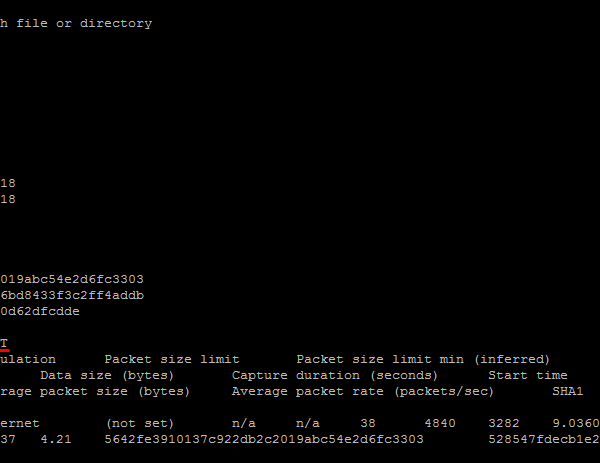 h file or directory
18
18
019abc54e2d6fc3303
6bd8433f3c2ff4addb
0d62dfcdde
T
ulation Packet size limit Packet size limit min (inferred)
Data size (bytes) Capture duration (seconds) Start time
rage packet size (bytes) Average packet rate (packets/sec) SHA1
ernet (not set) n/a n/a 38 4840 3282 9.0360
37 4.21 5642fe3910137c922db2c2019abc54e2d6fc3303 528547fdecb1e2